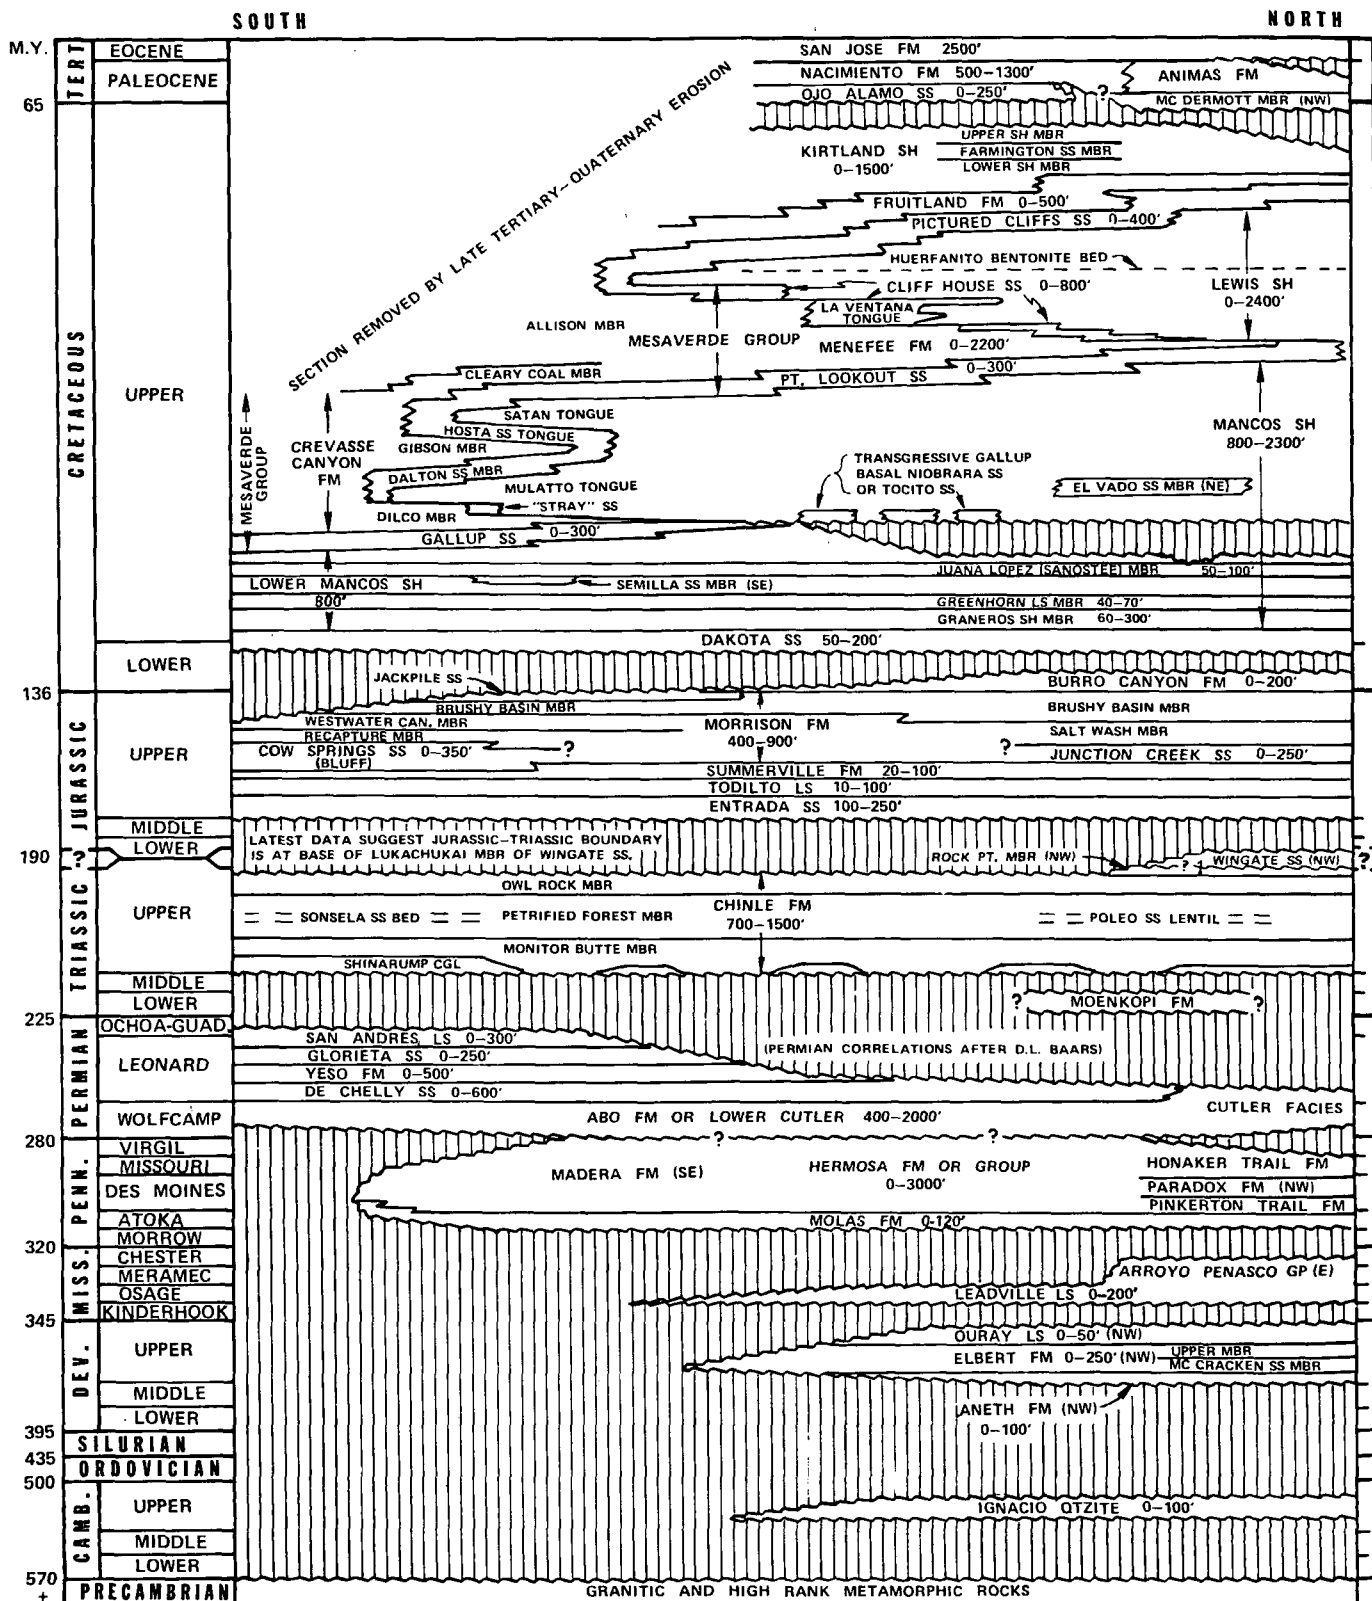 SOUTH
NORTH
M.Y.
TERT
EOCENE
PALEOCENE
65
SAN JOSE FM 2500'
NACIMIENTO FM 500-1300'
OJO ALAMO SS 0-250'
ANIMAS FM
?
MC DERMOTT MBR (NW)
SECTION REMOVED BY LATE TERTIARY-QUATERNARY EROSION
KIRTLAND SH
0-1500'
UPPER SH MBR
FARMINGTON SS MBR
LOWER SH MBR
FRUITLAND FM 0-500'
PICTURED CLIFFS SS 0-400'
HUERFANITO BENTONITE BED
CLIFF HOUSE SS 0-800'
LEWIS SH
0-2400'
LA VENTANA
TONGUE
ALLISON MBR
MESAVERDE GROUP
MENEFEE FM 0-2200'
CRETACEOUS
UPPER
CLEARY COAL MBR
PT. LOOKOUT SS
0-300'
MESAVERDE
GROUP
CREVASSE
CANYON
FM
SATAN TONGUE
HOSTA SS TONGUE
GIBSON MBR
DALTON SS MBR
MULATTO TONGUE
"STRAY" SS
DILCO MBR
GALLUP SS
0-300'
MANCOS SH
800-2300'
TRANSGRESSIVE GALLUP
BASAL NIOBRARA SS
OR TOCITO SS
EL VADO SS MBR (NE)
JUANA LOPEZ (SANOSTEE) MBR 50-100'
LOWER MANCOS SH
800'
SEMILLA SS MBR (SE)
GREENHORN LS MBR 40-70'
GRANEROS SH MBR 60-300'
DAKOTA SS 50-200'
LOWER
136
JACKPILE SS
BURRO CANYON FM 0-200'
BRUSHY BASIN MBR
BRUSHY BASIN MBR
WESTWATER CAN. MBR
MORRISON FM
400-900'
RECAPTURE MBR
SALT WASH MBR
COW SPRINGS SS 0-350'
(BLUFF)
?
?
JUNCTION CREEK SS 0-250'
JURASSIC
UPPER
SUMMERVILLE FM 20-100'
TODILTO LS 10-100'
ENTRADA SS 100-250'
MIDDLE
LOWER
190
?
LATEST DATA SUGGEST JURASSIC-TRIASSIC BOUNDARY
IS AT BASE OF LUKACHUKAI MBR OF WINGATE SS.
ROCK PT. MBR (NW)
?
WINGATE SS (NW)
?
TRIASSIC
UPPER
OWL ROCK MBR
CHINLE FM
700-1500'
SONSELA SS BED
PETRIFIED FOREST MBR
POLEO SS LENTIL
MONITOR BUTTE MBR
SHINARUMP CGL
MIDDLE
LOWER
?
MOENKOPI FM
?
225
PERMIAN
OCHOA-GUAD.
LEONARD
SAN ANDRES LS 0-300'
GLORIETA SS 0-250'
YESO FM 0-500'
DE CHELLY SS 0-600'
(PERMIAN CORRELATIONS AFTER D.L. BAARS)
WOLFCAMP
ABO FM OR LOWER CUTLER 400-2000'
CUTLER FACIES
280
PENN.
VIRGIL
MISSOURI
DES MOINES
ATOKA
MORROW
?
?
MADERA FM (SE)
HERMOSA FM OR GROUP
0-3000'
HONAKER TRAIL FM
PARADOX FM (NW)
PINKERTON TRAIL FM
MOLAS FM 0-120'
320
MISS.
CHESTER
MERAMEC
OSAGE
KINDERHOOK
ARROYO PENASCO GP (E)
LEADVILLE LS 0-200'
345
DEV.
UPPER
OURAY LS 0-50' (NW)
ELBERT FM 0-250' (NW)
UPPER MBR
MC CRACKEN SS MBR
MIDDLE
LOWER
ANETH FM (NW)
0-100'
395
SILURIAN
435
ORDOVICIAN
500
CAMB.
UPPER
IGNACIO QTZITE 0-100'
MIDDLE
LOWER
570
+
PRECAMBRIAN
GRANITIC AND HIGH RANK METAMORPHIC ROCKS